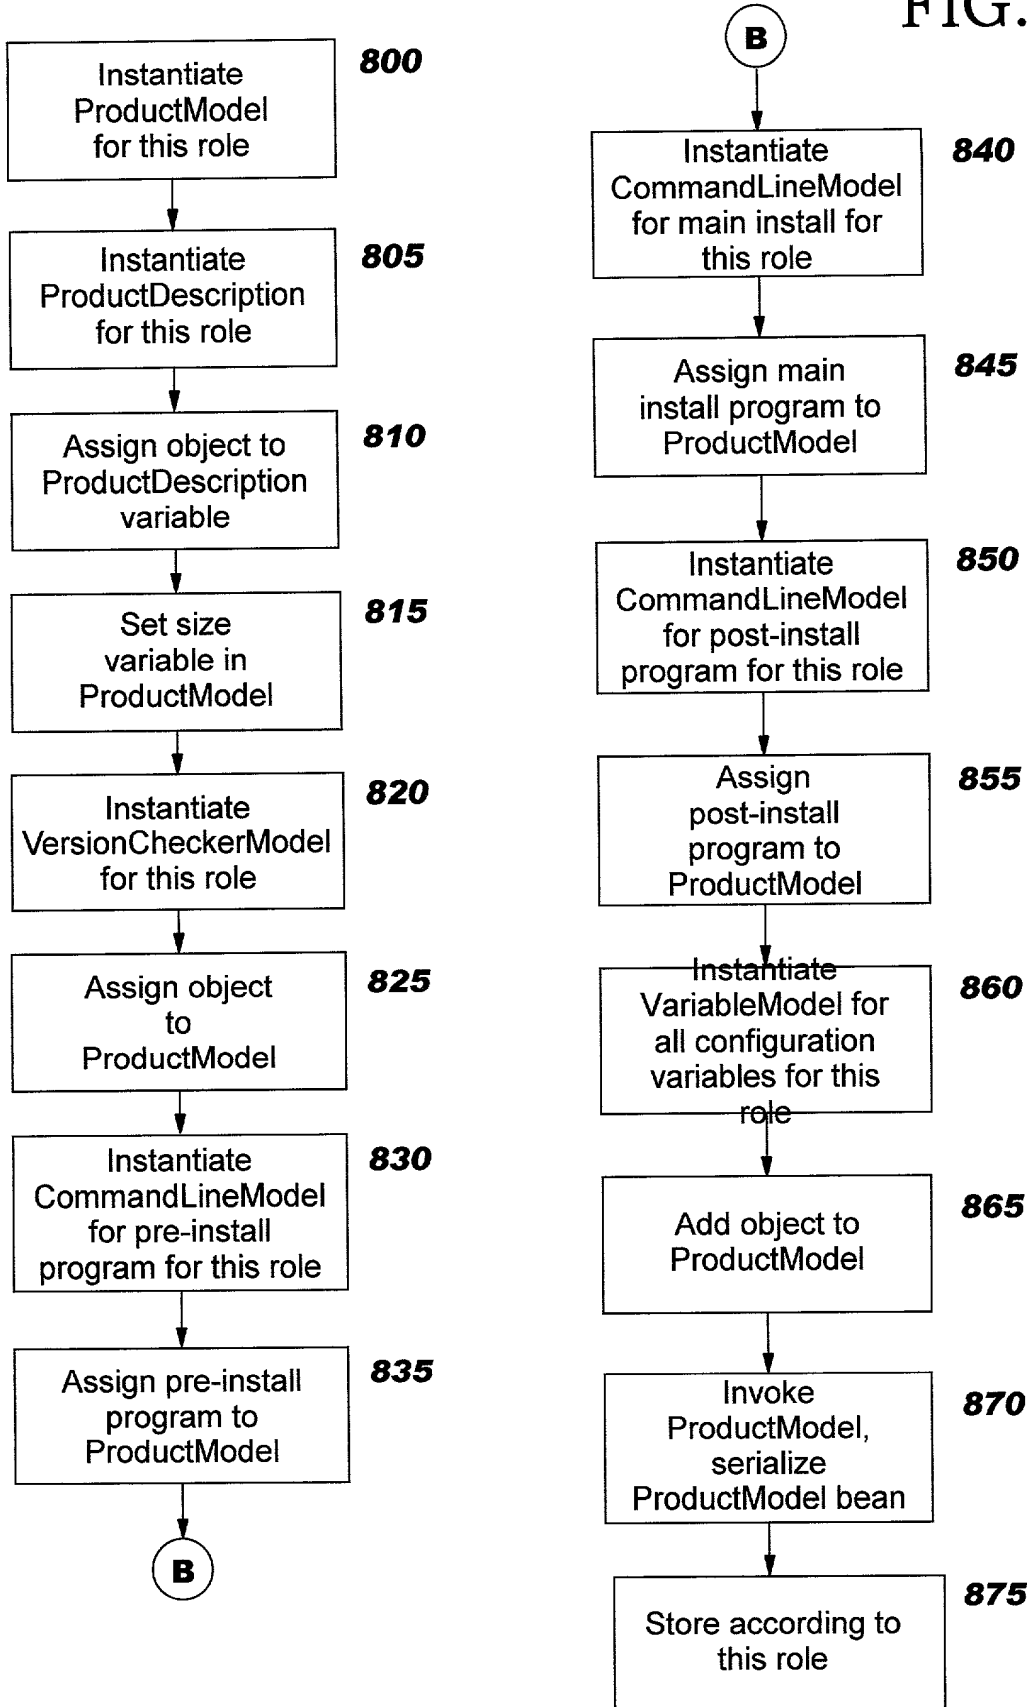 Instantiate
ProductModel
for this role
800
Instantiate
ProductDescription
for this role
805
Assign object to
ProductDescription
variable
810
Set size
variable in
ProductModel
815
Instantiate
VersionCheckerModel
for this role
820
Assign object
to
ProductModel
825
Instantiate
CommandLineModel
for pre-install
program for this role
830
Assign pre-install
program to
ProductModel
835
B
FIG.
B
Instantiate
CommandLineModel
for main install for
this role
840
Assign main
install program to
ProductModel
845
Instantiate
CommandLineModel
for post-install
program for this role
850
Assign
post-install
program to
ProductModel
855
Instantiate
VariableModel for
all configuration
variables for this
role
860
Add object to
ProductModel
865
Invoke
ProductModel,
serialize
ProductModel bean
870
Store according to
this role
875